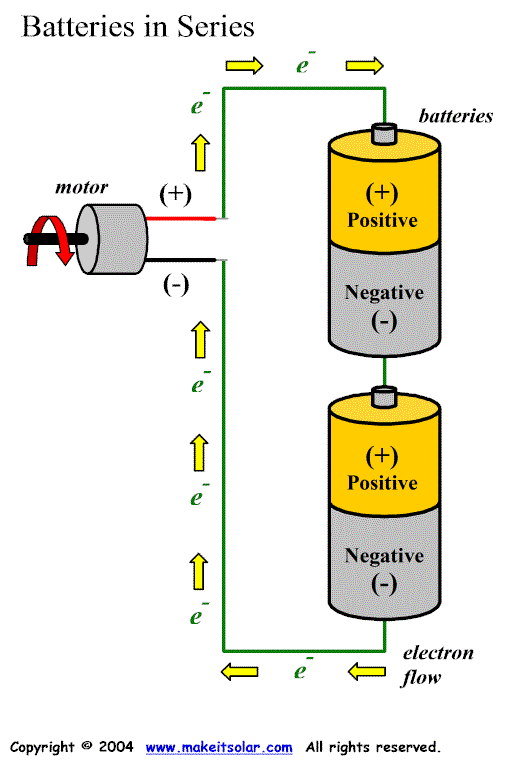 Batteries in Series
e-
e-
batteries
motor
(+)
(+)
Positive
(-)
Negative
(-)
e-
(+)
Positive
e-
Negative
(-)
e-
e-
electron
flow
Copyright © 2004 www.makeitsolar.com All rights reserved.